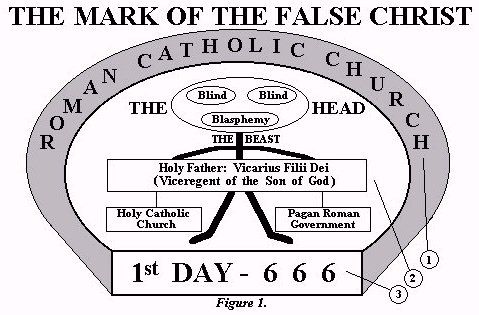 THE MARK OF THE FALSE CHRIST
ROMAN CATHOLIC CHURCH
Blind Blind
THE HEAD
Blasphemy
THE BEAST
Holy Father: Vicarius Filii Dei
(Viceregent of the Son of God)
Holy Catholic
Church
Pagan Roman
Government
1
2
3
1st DAY - 6 6 6
Figure 1.